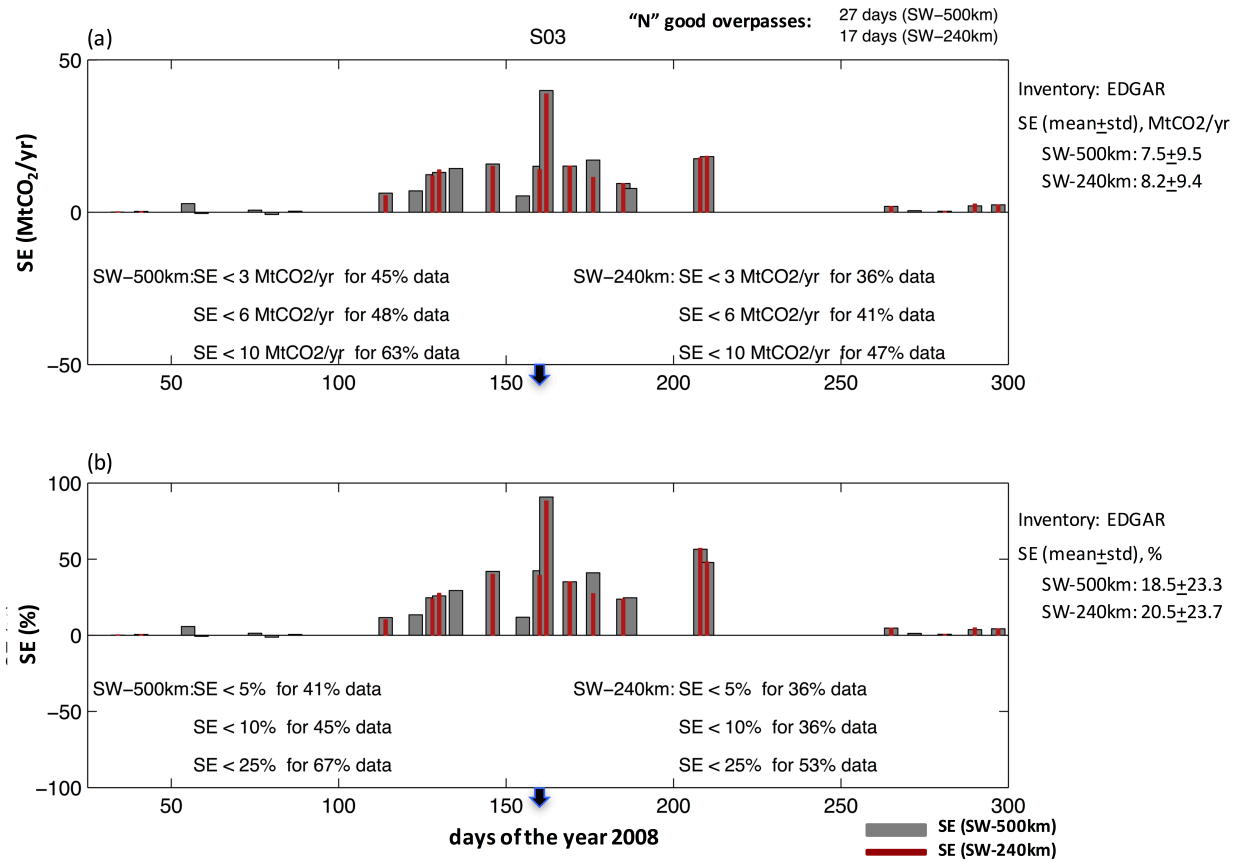 “N” good overpasses:
27 days (SW−500km)
17 days (SW−240km)
(a)
S03
50
0
−50
SE (MtCO2/yr)
Inventory: EDGAR
SE (mean±std), MtCO2/yr
SW-500km: 7.5±9.5
SW-240km: 8.2±9.4
SW−500km:SE < 3 MtCO2/yr for 45% data
SE < 6 MtCO2/yr for 48% data
SE < 10 MtCO2/yr for 63% data
SW−240km: SE < 3 MtCO2/yr for 36% data
SE < 6 MtCO2/yr for 41% data
SE < 10 MtCO2/yr for 47% data
50 100 150 200 250 300
(b)
100
50
0
−50
−100
SE (%)
Inventory: EDGAR
SE (mean±std), %
SW-500km: 18.5±23.3
SW-240km: 20.5±23.7
SW−500km:SE < 5% for 41% data
SE < 10% for 45% data
SE < 25% for 67% data
SW−240km: SE < 5% for 36% data
SE < 10% for 36% data
SE < 25% for 53% data
50 100 150 200 250 300
days of the year 2008
SE (SW-500km)
SE (SW-240km)